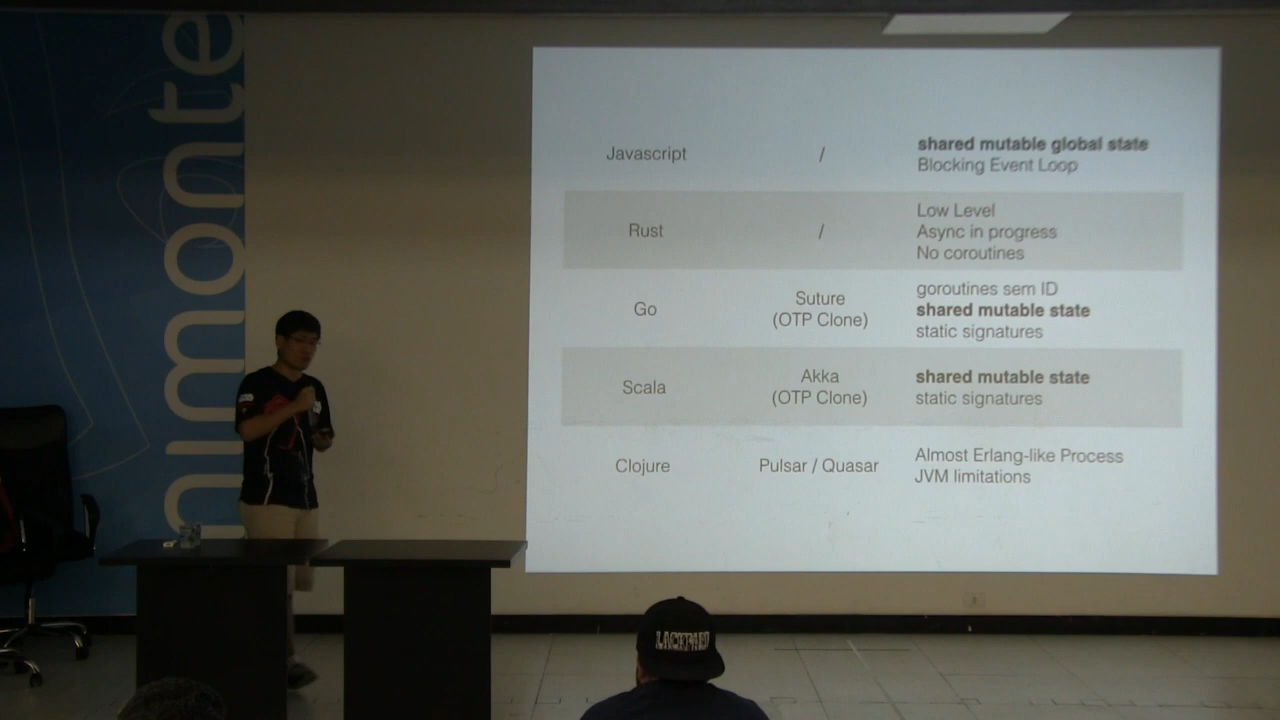 nimonte
Javascript / shared mutable global state
Blocking Event Loop
Rust / Low Level
Async in progress
No coroutines
Go Suture (OTP Clone) goroutines sem ID
shared mutable state
static signatures
Scala Akka (OTP Clone) shared mutable state
static signatures
Clojure Pulsar / Quasar Almost Erlang-like Process
JVM limitations